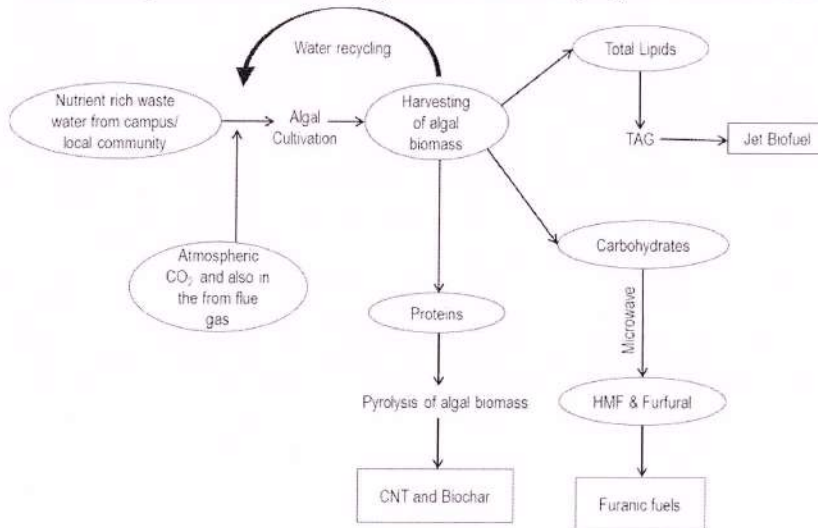 Water recycling
Total Lipids
Nutrient rich waste
water from campus/
local community
Algal
Cultivation
Harvesting
of algal
biomass
TAG
Jet Biofuel
Atmospheric
CO₂ and also in
the from flue
gas
Carbohydrates
Proteins
Microwave
Pyrolysis of algal biomass
HMF & Furfural
CNT and Biochar
Furanic fuels